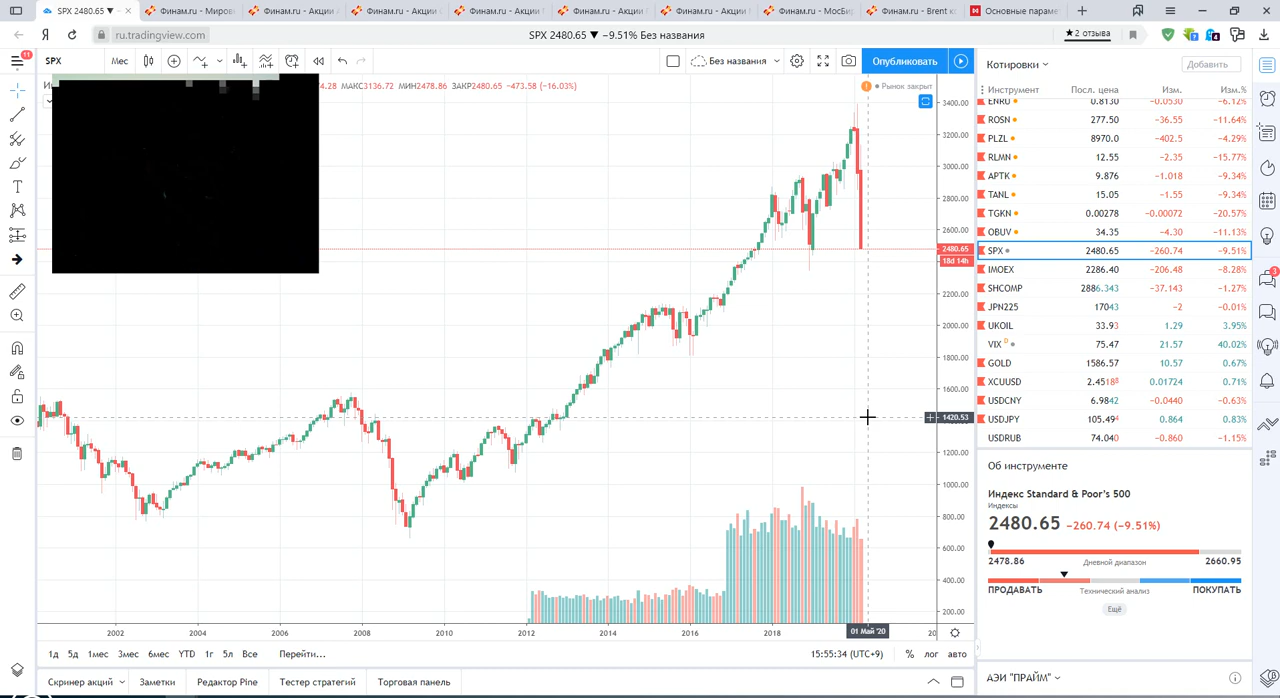 SPX 2480.65 ▼ −
Финам.ru - Миров
Финам.ru - Акции А
Финам.ru - Акции
Финам.ru - Акции
Финам.ru - Акции
Финам.ru - Акции
Финам.ru - МосБир
Brent к
Основные параме
ru.tradingview.com
SPX 2480.65 ▼ −9.51% Без названия
★ 2 отзыва
11
SPX
Мес
Без названия
Опубликовать
4.28 МАКС3136.72 МИН2478.86 ЗАКР2480.65 −473.58 (−16.03%)
Рынок закрыт
3400.00
3200.00
3000.00
2800.00
2600.00
2480.65
18d 14h
2200.00
2000.00
1800.00
1600.00
1420.53
1200.00
1000.00
800.00
600.00
400.00
200.00
2002 2004 2006 2008 2010 2012 2014 2016 2018 01 Май '20 20
1д 5д 1мес 3мес 6мес YTD 1г 5л Все Перейти...
15:55:34 (UTC+9) % лог авто
Скринер акций Заметки Редактор Pine Тестер стратегий Торговая панель
Котировки
Добавить
Инструмент Посл. цена Изм. Изм.%
ENRU 0.8130 −0.0530 −6.12%
ROSN 277.50 −36.55 −11.64%
PLZL 8970.0 −402.5 −4.29%
RLMN 12.55 −2.35 −15.77%
APTK 9.876 −1.018 −9.34%
TANL 15.05 −1.55 −9.34%
TGKN 0.00278 −0.00072 −20.57%
OBUV 34.35 −4.30 −11.13%
SPX 2480.65 −260.74 −9.51%
IMOEX 2286.40 −206.48 −8.28%
SHCOMP 2886.343 −37.143 −1.27%
JPN225 17043 −2 −0.01%
UKOIL 33.93 1.29 3.95%
VIX D 75.47 21.57 40.02%
GOLD 1586.57 10.57 0.67%
XCUUSD 2.4518⁸ 0.01724 0.71%
USDCNY 6.9842 −0.0440 −0.63%
USDJPY 105.49⁴ 0.864 0.83%
USDRUB 74.040 −0.860 −1.15%
Об инструменте
Индекс Standard & Poor's 500
Индексы
2480.65 −260.74 (−9.51%)
2478.86 Дневной диапазон 2660.95
ПРОДАВАТЬ Технический анализ ПОКУПАТЬ
Ещё
АЭИ "ПРАЙМ"
3